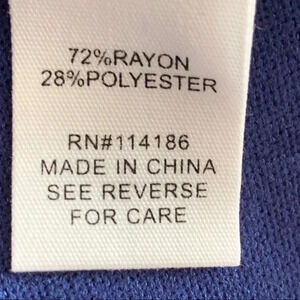 72%RAYON
28%POLYESTER
RN#114186
MADE IN CHINA
SEE REVERSE
FOR CARE